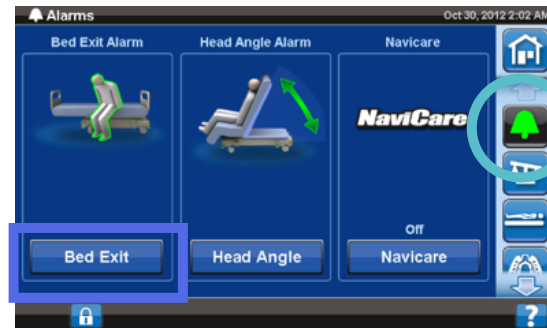 Alarms
Oct 30, 2012 2:02 AM
Bed Exit Alarm
Head Angle Alarm
Navicare
NaviCare
Off
Bed Exit
Head Angle
Navicare
?